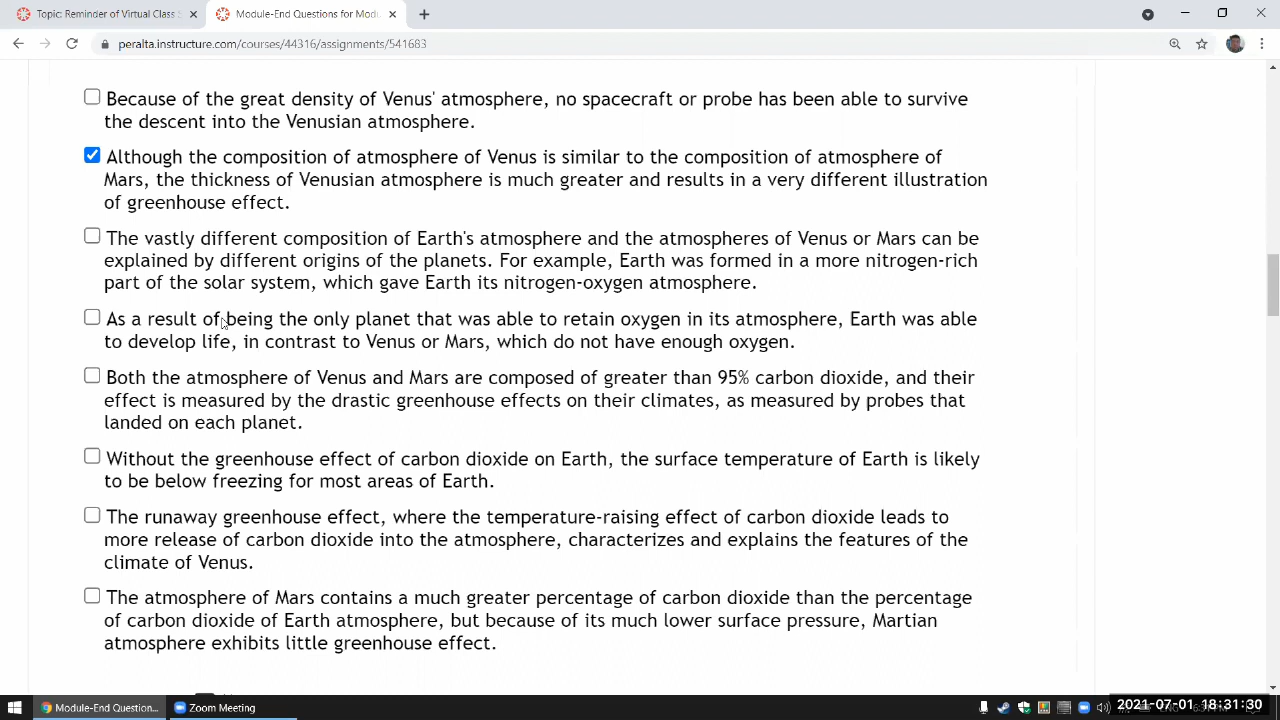 Topic: Reminder of Virtual Class S
Module-End Questions for Modu
peralta.instructure.com/courses/44316/assignments/541683
Because of the great density of Venus' atmosphere, no spacecraft or probe has been able to survive
the descent into the Venusian atmosphere.
Although the composition of atmosphere of Venus is similar to the composition of atmosphere of
Mars, the thickness of Venusian atmosphere is much greater and results in a very different illustration
of greenhouse effect.
The vastly different composition of Earth's atmosphere and the atmospheres of Venus or Mars can be
explained by different origins of the planets. For example, Earth was formed in a more nitrogen-rich
part of the solar system, which gave Earth its nitrogen-oxygen atmosphere.
As a result of being the only planet that was able to retain oxygen in its atmosphere, Earth was able
to develop life, in contrast to Venus or Mars, which do not have enough oxygen.
Both the atmosphere of Venus and Mars are composed of greater than 95% carbon dioxide, and their
effect is measured by the drastic greenhouse effects on their climates, as measured by probes that
landed on each planet.
Without the greenhouse effect of carbon dioxide on Earth, the surface temperature of Earth is likely
to be below freezing for most areas of Earth.
The runaway greenhouse effect, where the temperature-raising effect of carbon dioxide leads to
more release of carbon dioxide into the atmosphere, characterizes and explains the features of the
climate of Venus.
The atmosphere of Mars contains a much greater percentage of carbon dioxide than the percentage
of carbon dioxide of Earth atmosphere, but because of its much lower surface pressure, Martian
atmosphere exhibits little greenhouse effect.
Module-End Question...
Zoom Meeting
2021-07-01 18:31:30